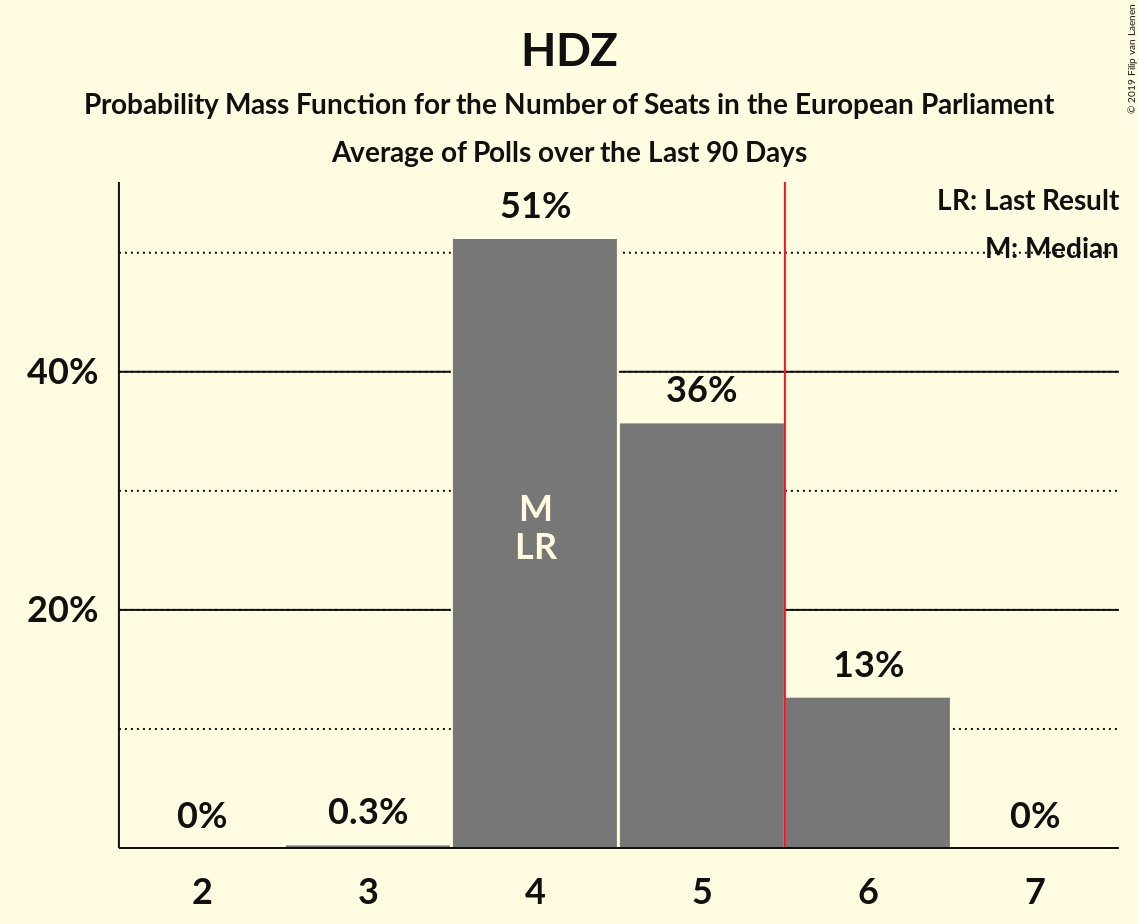 HDZ
Probability Mass Function for the Number of Seats in the European Parliament
Average of Polls over the Last 90 Days
© 2019 Filip van Laenen
LR: Last Result
M: Median
51%
40%
36%
M
LR
20%
13%
0%
0.3%
0%
2 3 4 5 6 7